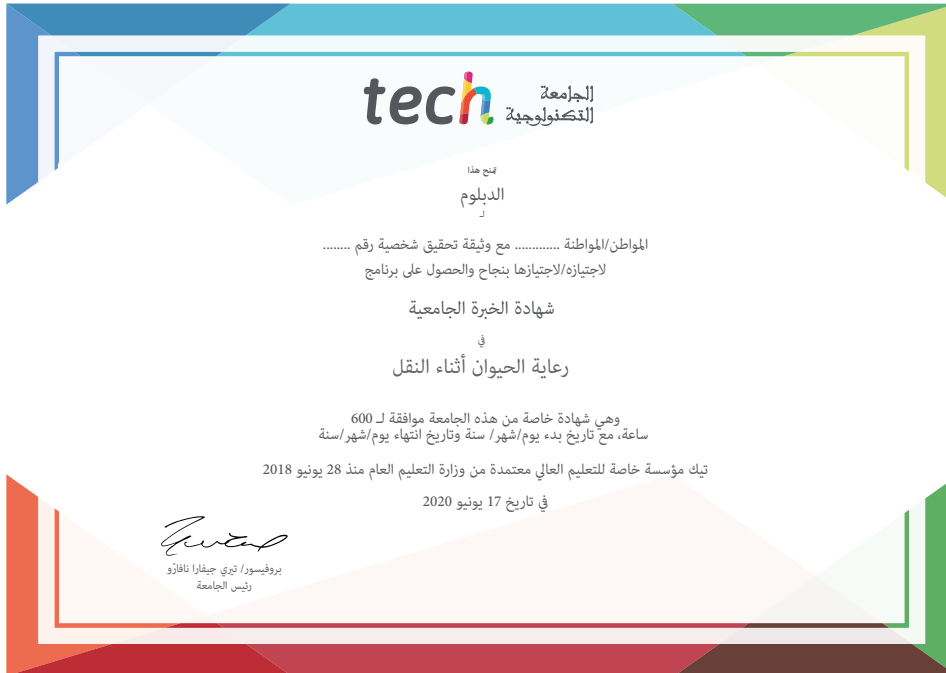 tech الجامعة
التكنولوجية
تمنح هذا
الدبلوم
لـ
المواطن/المواطنة ............ مع وثيقة تحقيق شخصية رقم ........
لاجتيازه/لاجتيازها بنجاح والحصول على برنامج
شهادة الخبرة الجامعية
في
رعاية الحيوان أثناء النقل
وهي شهادة خاصة من هذه الجامعة موافقة لـ 600
ساعة، مع تاريخ بدء يوم/شهر/ سنة وتاريخ انتهاء يوم/شهر/سنة
تيك مؤسسة خاصة للتعليم العالي معتمدة من وزارة التعليم العام منذ 28 يونيو 2018
في تاريخ 17 يونيو 2020
بروفيسور/ تيري جيفارا نافارّو
رئيس الجامعة